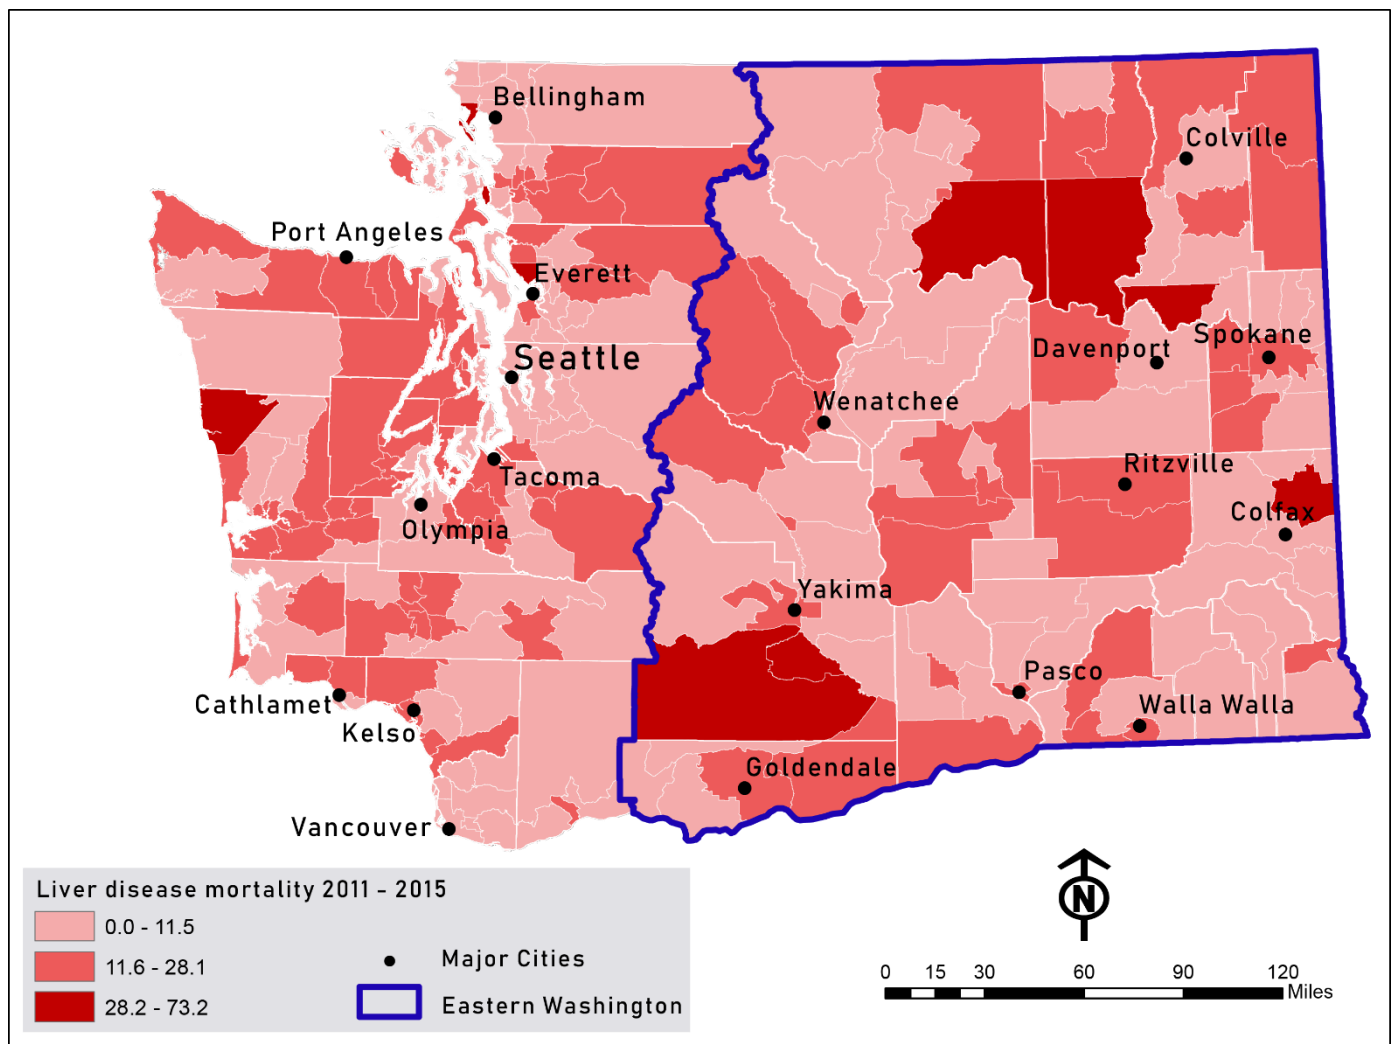 Bellingham
Colville
Port Angeles
Everett
Seattle
Davenport
Spokane
Wenatchee
Tacoma
Ritzville
Olympia
Colfax
Yakima
Pasco
Cathlamet
Walla Walla
Kelso
Goldendale
Vancouver
Liver disease mortality 2011 - 2015
0.0 - 11.5
11.6 - 28.1
28.2 - 73.2
Major Cities
Eastern Washington
N
0 15 30 60 90 120
Miles